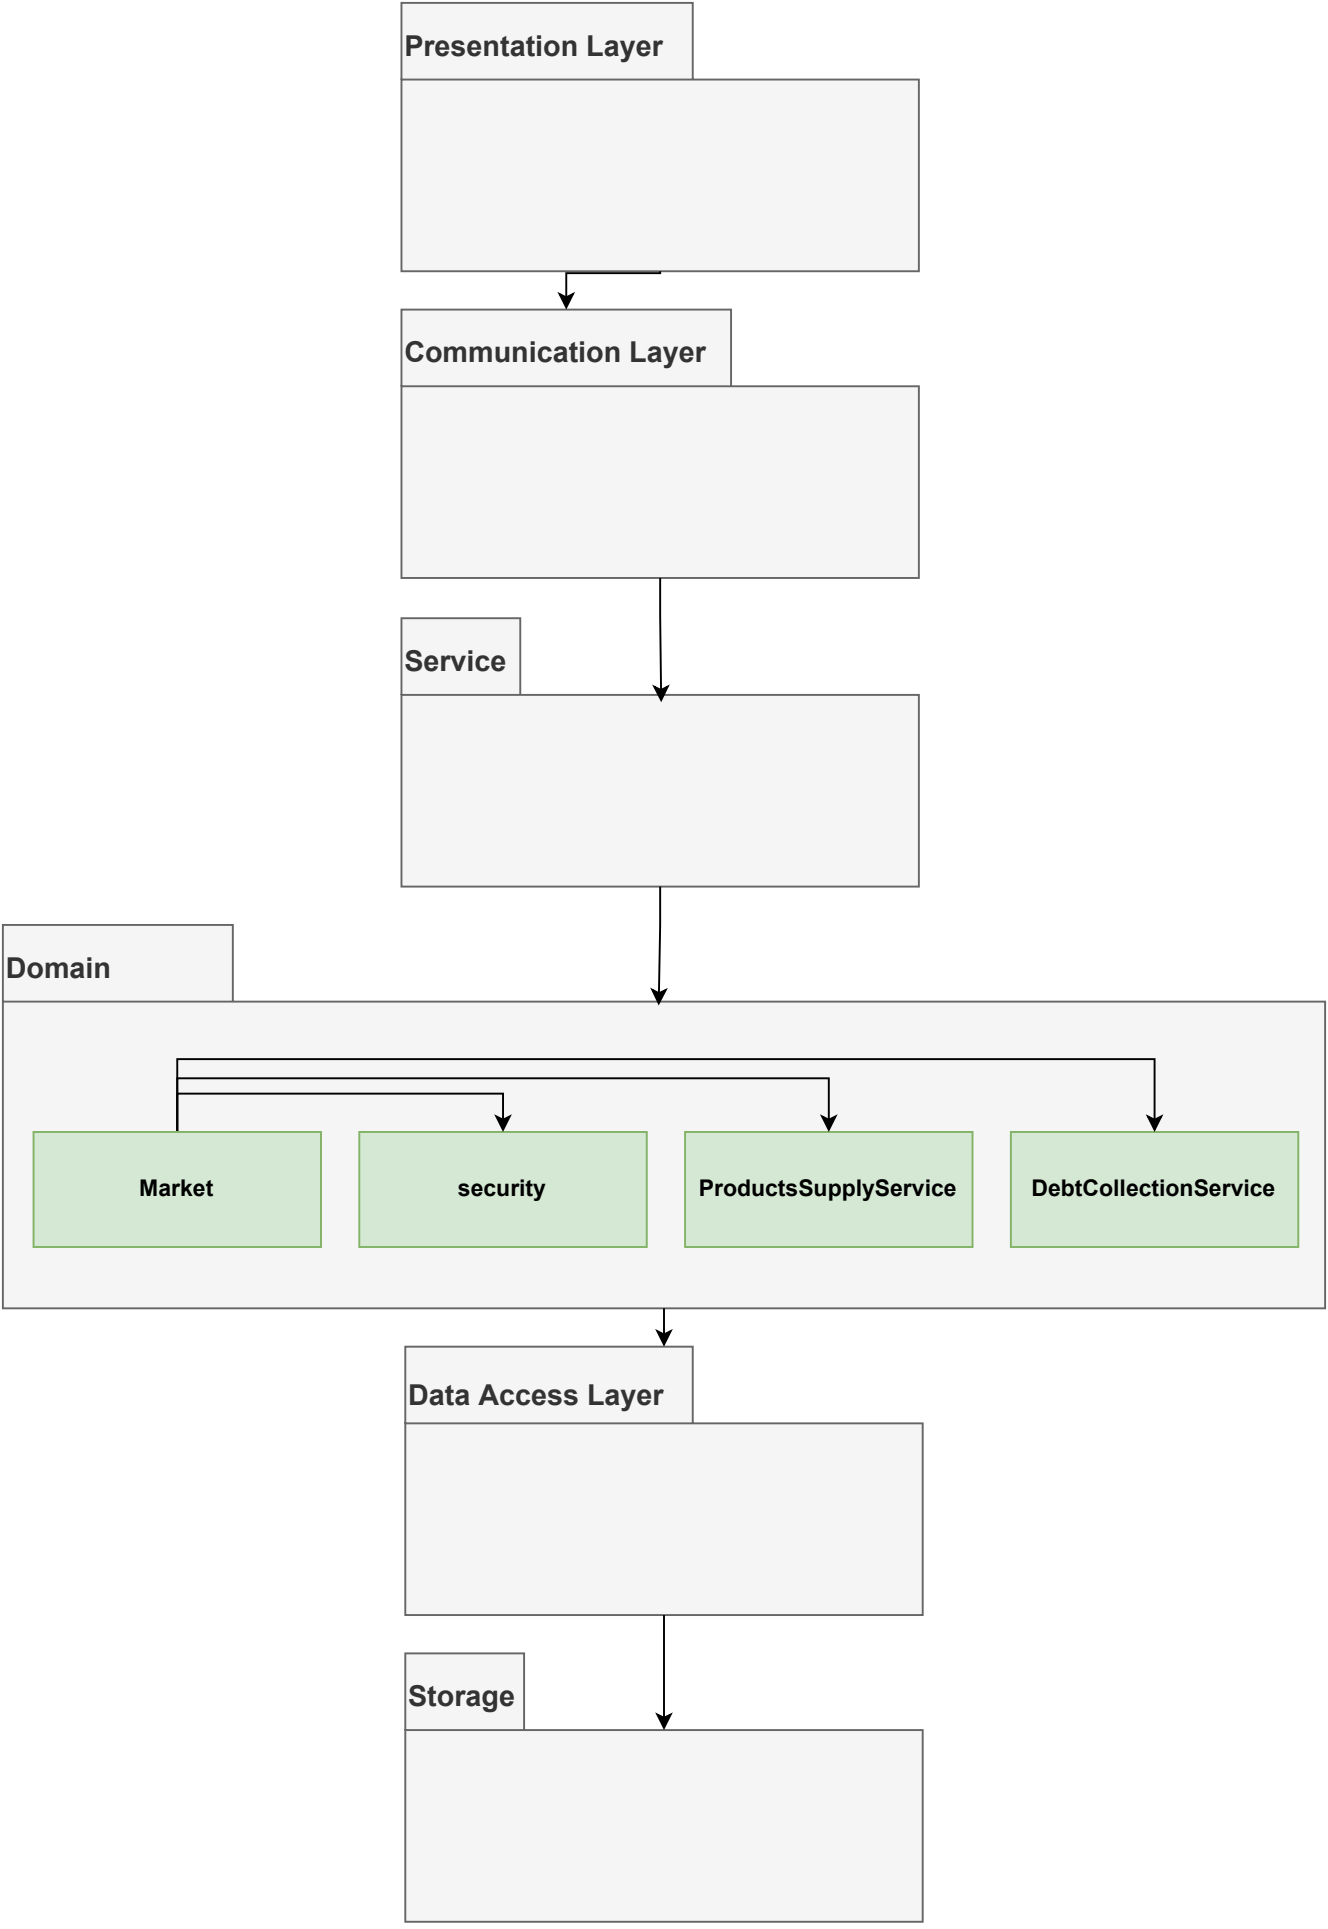 Presentation Layer
Communication Layer
Service
Domain
Market
security
ProductsSupplyService
DebtCollectionService
Data Access Layer
Storage